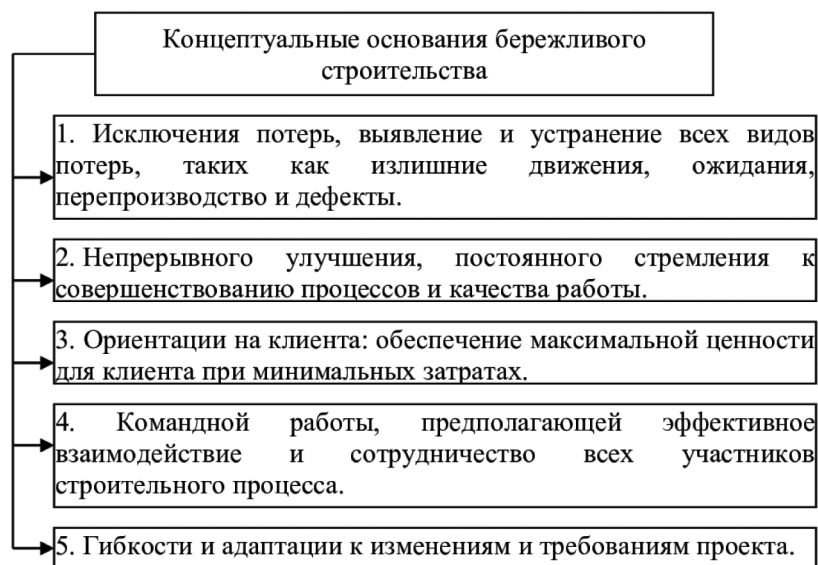 Концептуальные основания бережливого
строительства
1. Исключения потерь, выявление и устранение всех видов
потерь, таких как излишние движения, ожидания,
перепроизводство и дефекты.
2. Непрерывного улучшения, постоянного стремления к
совершенствованию процессов и качества работы.
3. Ориентации на клиента: обеспечение максимальной ценности
для клиента при минимальных затратах.
4. Командной работы, предполагающей эффективное
взаимодействие и сотрудничество всех участников
строительного процесса.
5. Гибкости и адаптации к изменениям и требованиям проекта.